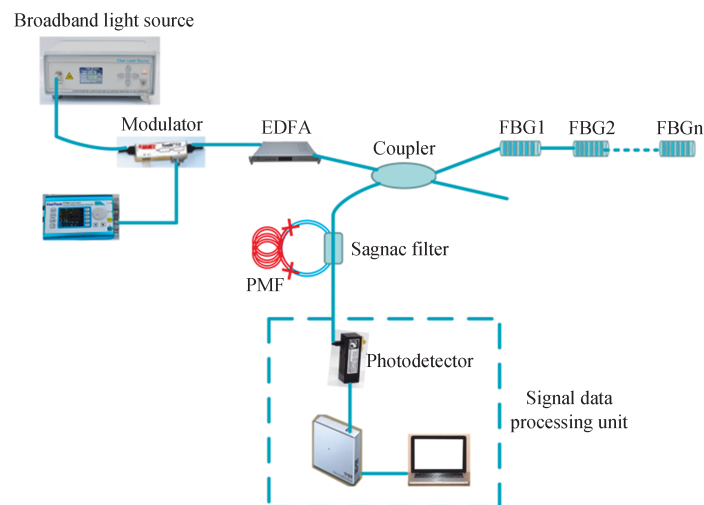 Broadband light source
Modulator
EDFA
Coupler
FBG1
FBG2
FBGn
Sagnac filter
PMF
Photodetector
Signal data
processing unit